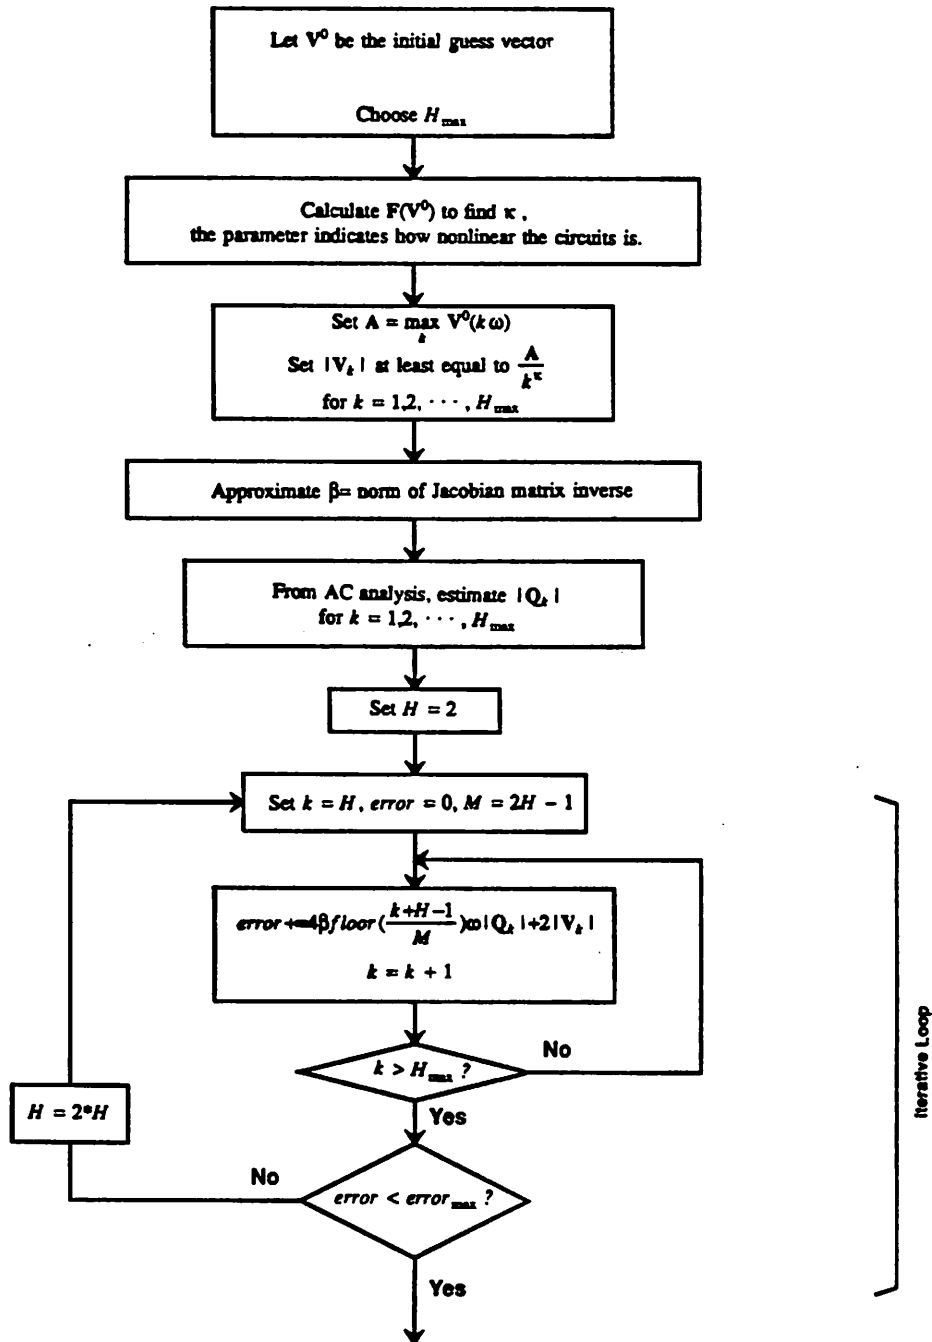 Let V⁰ be the initial guess vector
Choose H_max
Calculate F(V⁰) to find κ ,
the parameter indicates how nonlinear the circuits is.
Set A = max_k V⁰(k ω)
Set |V_k| at least equal to A/k^κ
for k = 1,2, · · · , H_max
Approximate β= norm of Jacobian matrix inverse
From AC analysis, estimate |Q_k|
for k = 1,2, · · · , H_max
Set H = 2
Set k = H, error = 0, M = 2H − 1
error+=4βfloor((k+H−1)/M)ω|Q_k|+2|V_k|
k = k + 1
k > H_max ?
No
Yes
H = 2*H
No
error < error_max ?
Yes
Iterative Loop